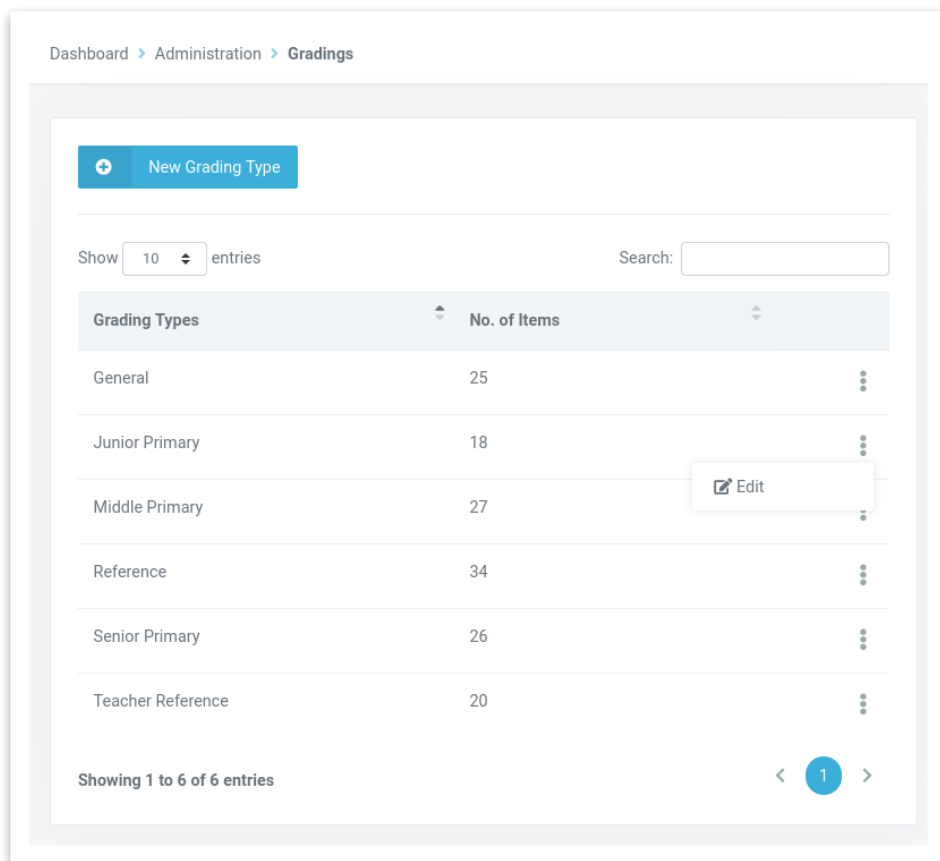 Dashboard > Administration > Gradings
New Grading Type
Show 10 entries Search:
Grading Types No. of Items
General 25
Junior Primary 18
Edit
Middle Primary 27
Reference 34
Senior Primary 26
Teacher Reference 20
Showing 1 to 6 of 6 entries < 1 >